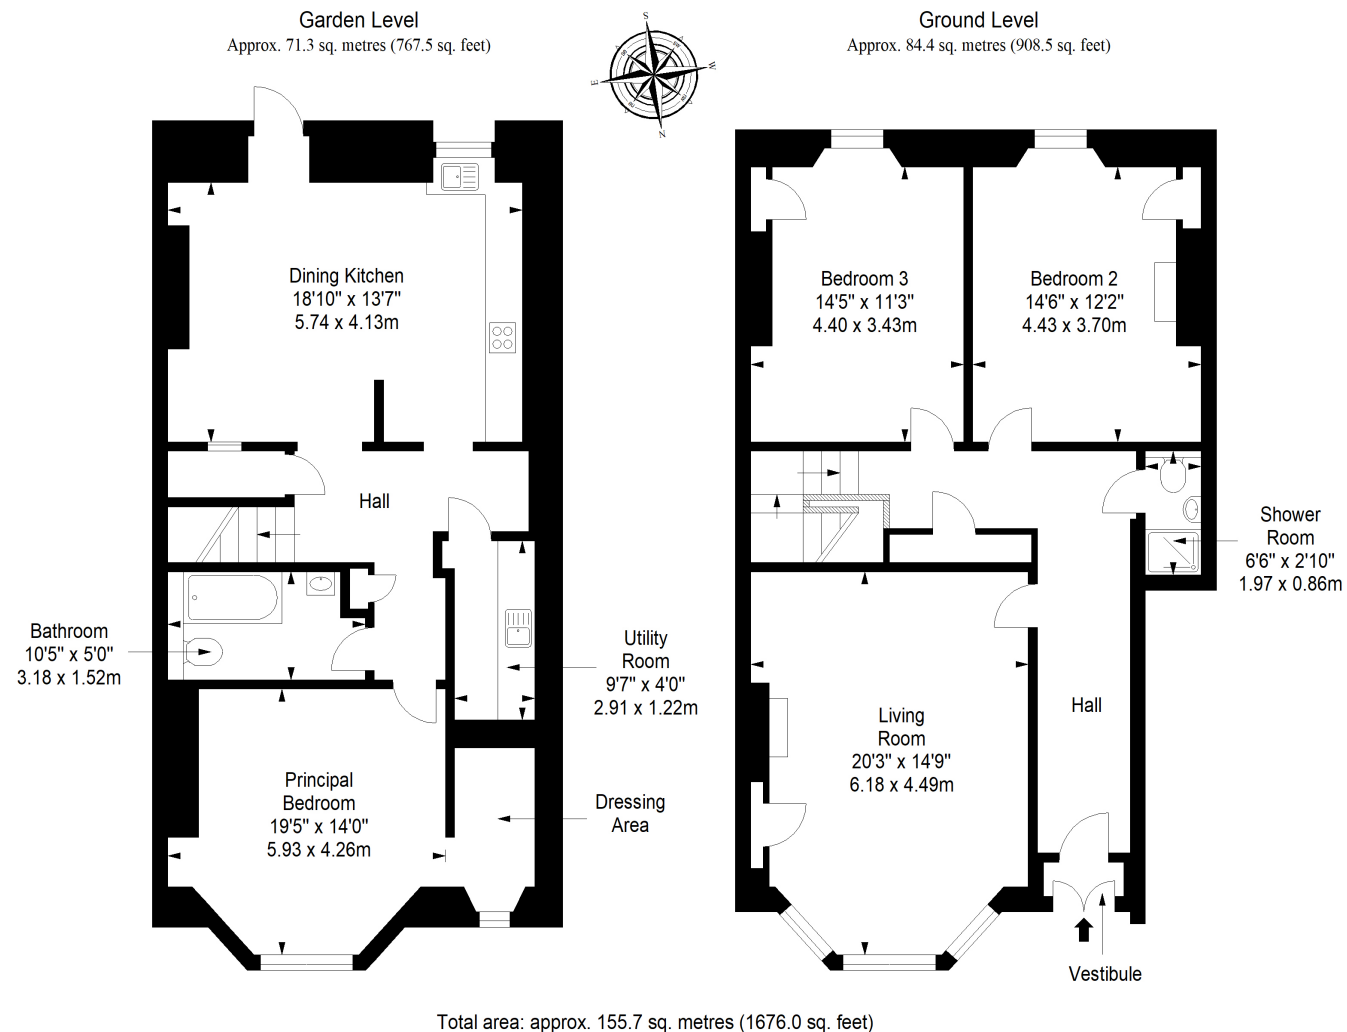 Garden Level
Approx. 71.3 sq. metres (767.5 sq. feet)
Ground Level
Approx. 84.4 sq. metres (908.5 sq. feet)
S
W
E
N
Dining Kitchen
18'10" x 13'7"
5.74 x 4.13m
Hall
Bathroom
10'5" x 5'0"
3.18 x 1.52m
Utility
Room
9'7" x 4'0"
2.91 x 1.22m
Principal
Bedroom
19'5" x 14'0"
5.93 x 4.26m
Dressing
Area
Bedroom 3
14'5" x 11'3"
4.40 x 3.43m
Bedroom 2
14'6" x 12'2"
4.43 x 3.70m
Shower
Room
6'6" x 2'10"
1.97 x 0.86m
Living
Room
20'3" x 14'9"
6.18 x 4.49m
Hall
Vestibule
Total area: approx. 155.7 sq. metres (1676.0 sq. feet)